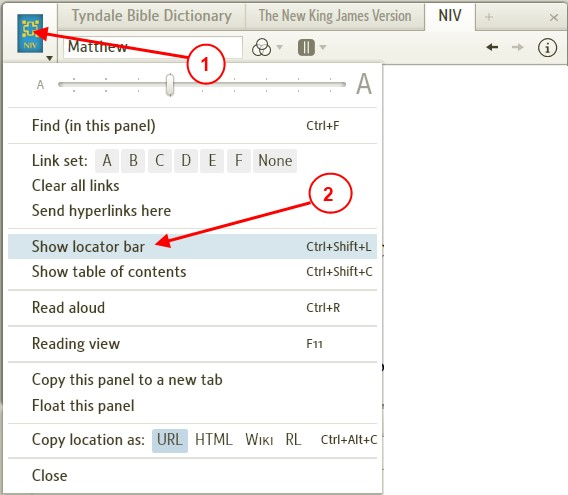 Tyndale Bible Dictionary The New King James Version NIV + ×
NIV Matthew
1
A A
Find (in this panel) Ctrl+F
Link set: A B C D E F None
Clear all links
Send hyperlinks here
2
Show locator bar Ctrl+Shift+L
Show table of contents Ctrl+Shift+C
Read aloud Ctrl+R
Reading view F11
Copy this panel to a new tab
Float this panel
Copy location as: URL HTML Wiki RL Ctrl+Alt+C
Close